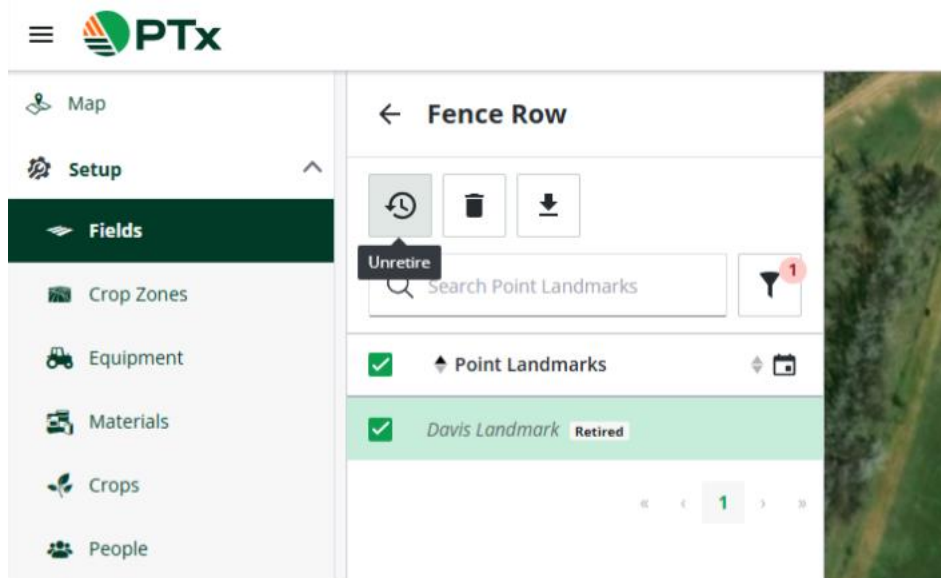 PTx
Map
Setup
Fields
Crop Zones
Equipment
Materials
Crops
People
Fence Row
Unretire
Search Point Landmarks
1
Point Landmarks
Davis Landmark Retired
« ‹ 1 › »